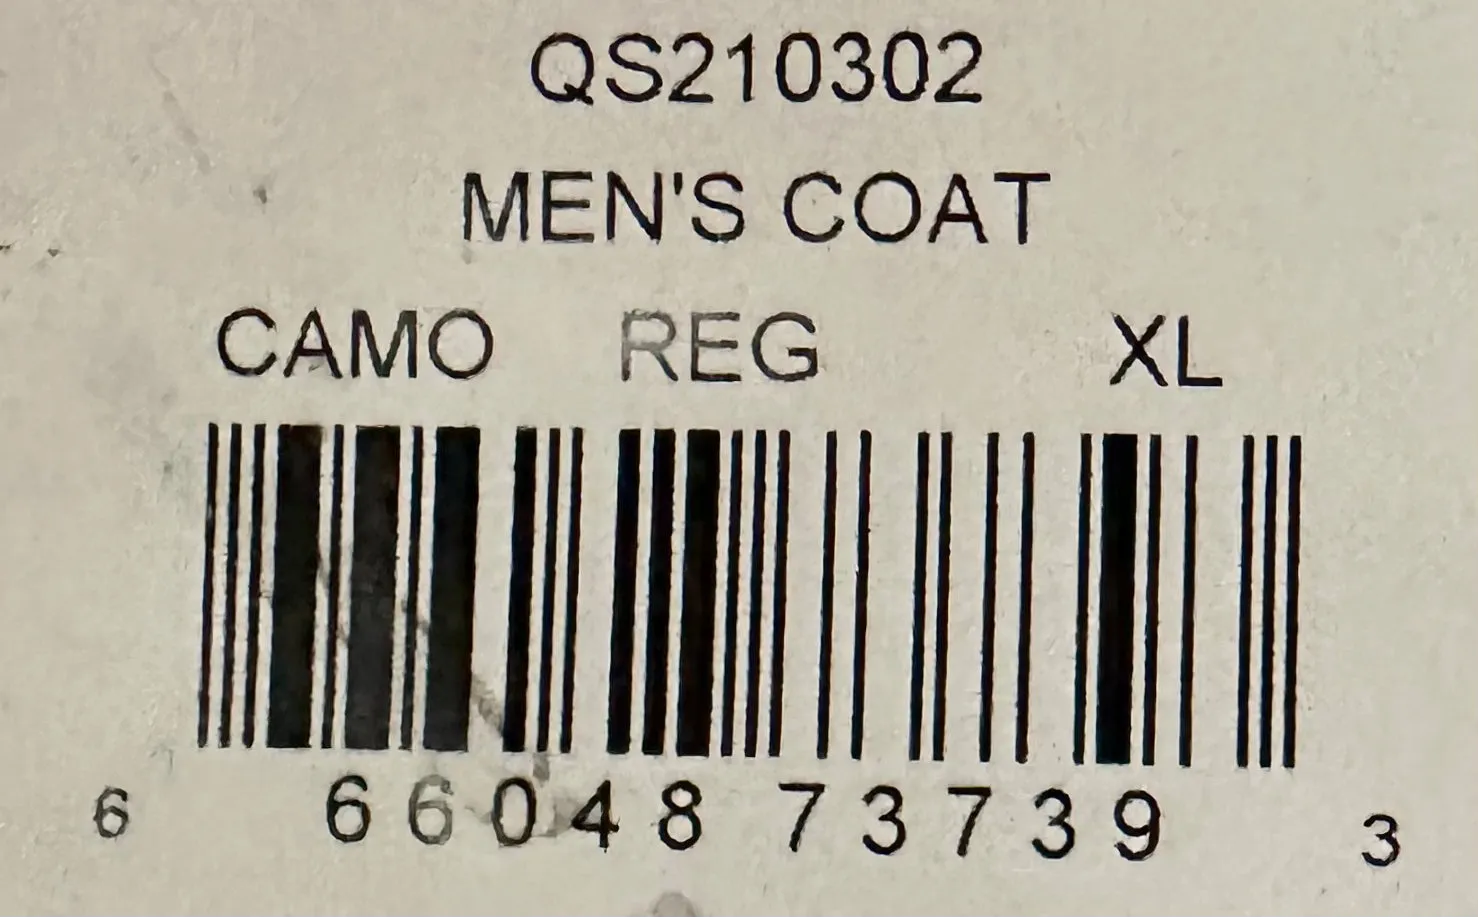 QS210302
MEN'S COAT
CAMO REG XL
6 66048 73739 3